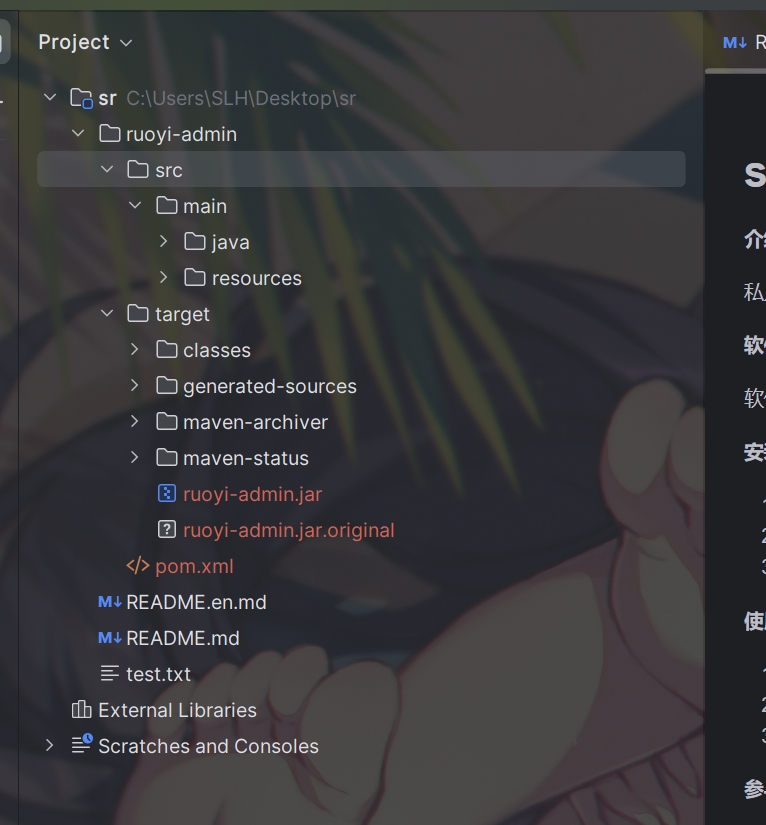 Project
M↓ R
sr C:\Users\SLH\Desktop\sr
ruoyi-admin
src
main
java
resources
target
classes
generated-sources
maven-archiver
maven-status
ruoyi-admin.jar
ruoyi-admin.jar.original
pom.xml
M↓ README.en.md
M↓ README.md
test.txt
External Libraries
Scratches and Consoles
s
介
私
软
软
安
2
3
使
2
3
参